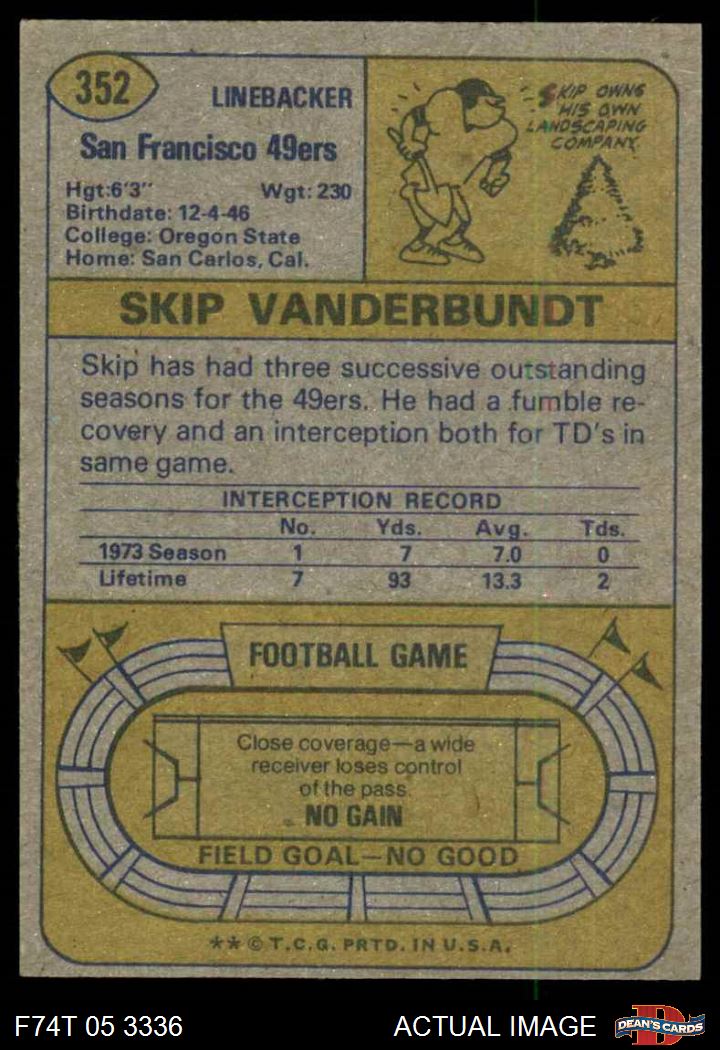 352
LINEBACKER
San Francisco 49ers
Hgt:6'3" Wgt: 230
Birthdate: 12-4-46
College: Oregon State
Home: San Carlos, Cal.
SKIP OWNS
HIS OWN
LANDSCAPING
COMPANY.
SKIP VANDERBUNDT
Skip has had three successive outstanding
seasons for the 49ers. He had a fumble re-
covery and an interception both for TD's in
same game.
INTERCEPTION RECORD
No. Yds. Avg. Tds.
1973 Season 1 7 7.0 0
Lifetime 7 93 13.3 2
FOOTBALL GAME
Close coverage—a wide
receiver loses control
of the pass.
NO GAIN
FIELD GOAL—NO GOOD
** © T.C.G. PRTD. IN U.S.A.
F74T 05 3336 ACTUAL IMAGE
D
DEAN'S CARDS